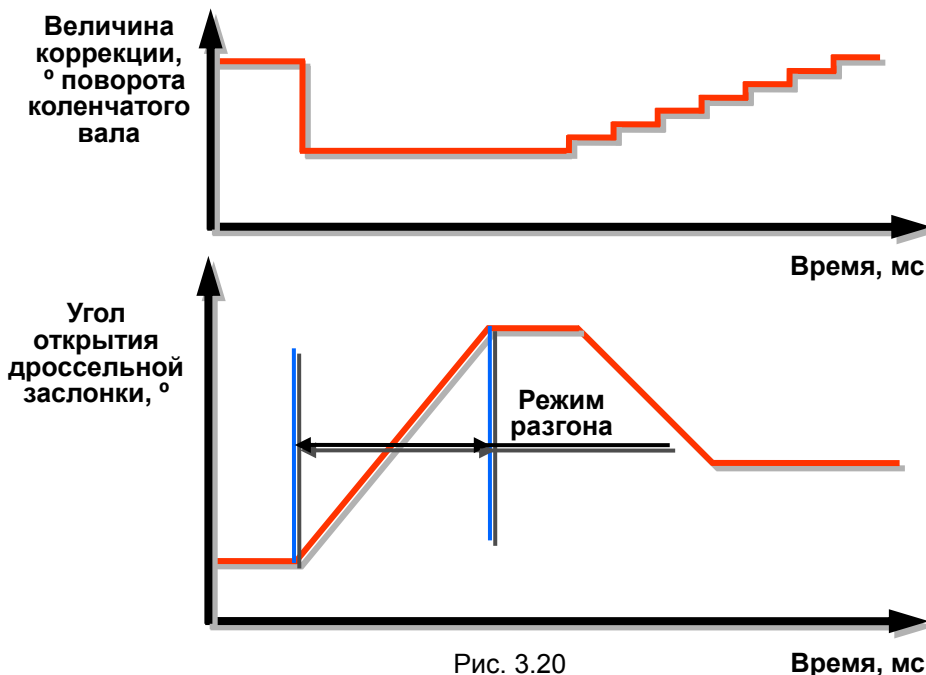 Величина
коррекции,
º поворота
коленчатого
вала
Время, мс
Угол
открытия
дроссельной
заслонки, º
Режим
разгона
Рис. 3.20
Время, мс